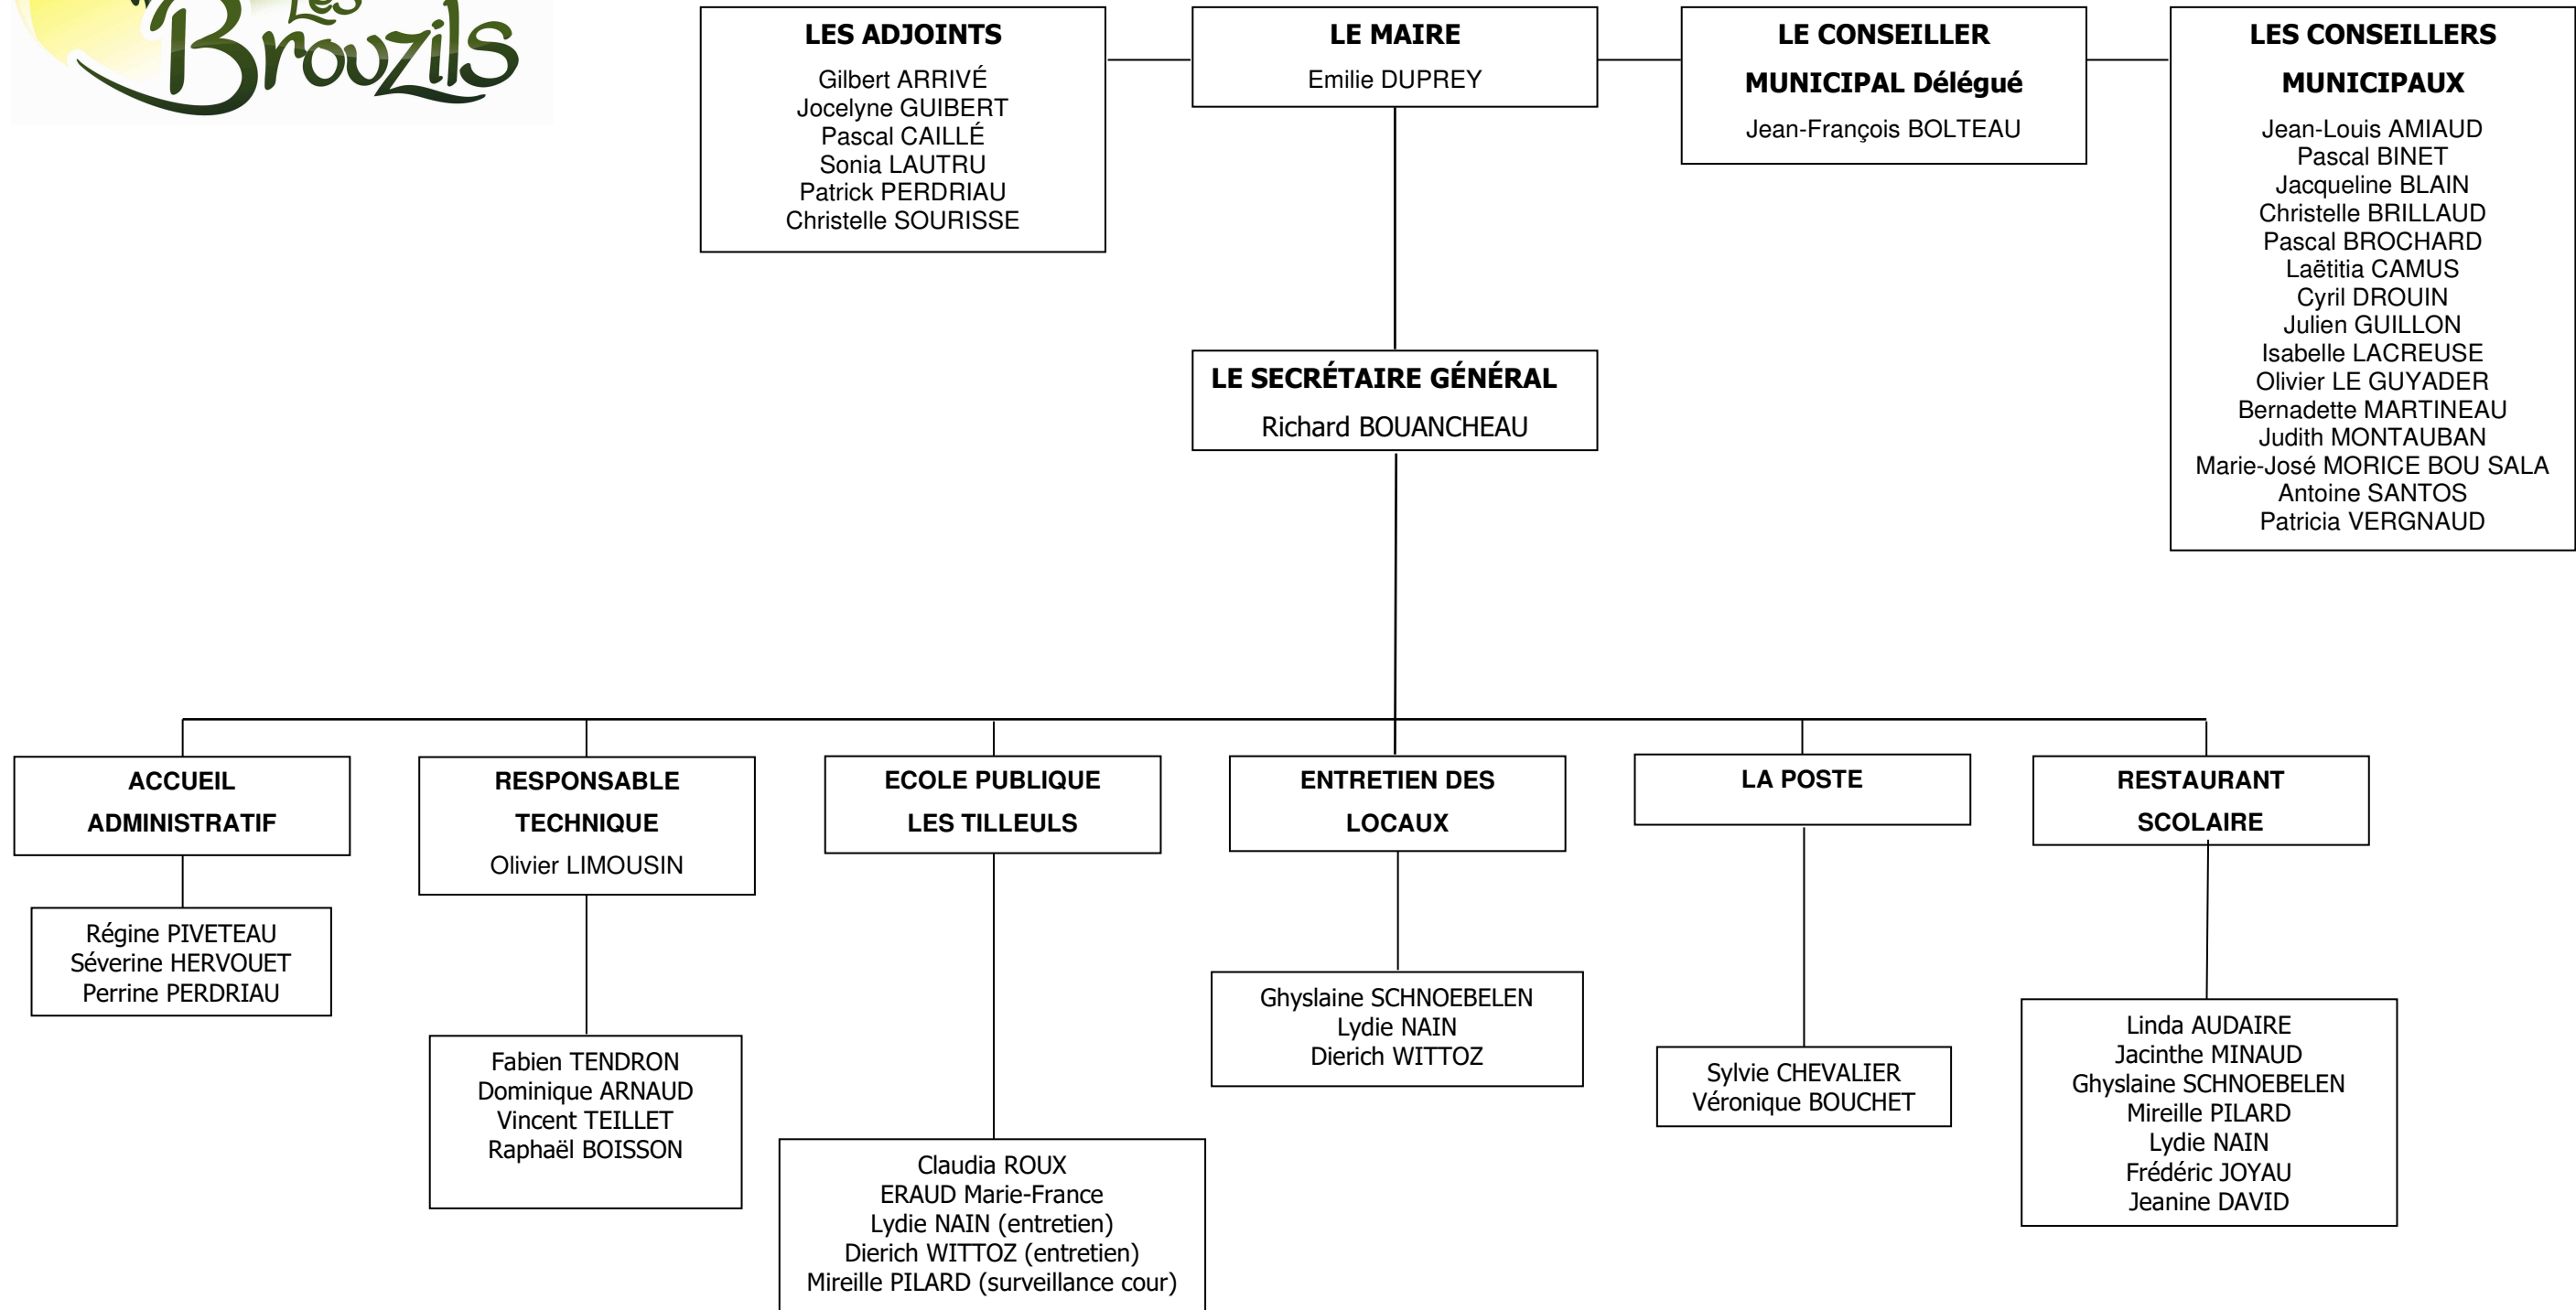 Les
Brouzils
LES ADJOINTS
Gilbert ARRIVÉ
Jocelyne GUIBERT
Pascal CAILLÉ
Sonia LAUTRU
Patrick PERDRIAU
Christelle SOURISSE
LE MAIRE
Emilie DUPREY
LE CONSEILLER
MUNICIPAL Délégué
Jean-François BOLTEAU
LES CONSEILLERS
MUNICIPAUX
Jean-Louis AMIAUD
Pascal BINET
Jacqueline BLAIN
Christelle BRILLAUD
Pascal BROCHARD
Laëtitia CAMUS
Cyril DROUIN
Julien GUILLON
Isabelle LACREUSE
Olivier LE GUYADER
Bernadette MARTINEAU
Judith MONTAUBAN
Marie-José MORICE BOU SALA
Antoine SANTOS
Patricia VERGNAUD
LE SECRÉTAIRE GÉNÉRAL
Richard BOUANCHEAU
ACCUEIL
ADMINISTRATIF
Régine PIVETEAU
Séverine HERVOUET
Perrine PERDRIAU
RESPONSABLE
TECHNIQUE
Olivier LIMOUSIN
Fabien TENDRON
Dominique ARNAUD
Vincent TEILLET
Raphaël BOISSON
ECOLE PUBLIQUE
LES TILLEULS
Claudia ROUX
ERAUD Marie-France
Lydie NAIN (entretien)
Dierich WITTOZ (entretien)
Mireille PILARD (surveillance cour)
ENTRETIEN DES
LOCAUX
Ghyslaine SCHNOEBELEN
Lydie NAIN
Dierich WITTOZ
LA POSTE
Sylvie CHEVALIER
Véronique BOUCHET
RESTAURANT
SCOLAIRE
Linda AUDAIRE
Jacinthe MINAUD
Ghyslaine SCHNOEBELEN
Mireille PILARD
Lydie NAIN
Frédéric JOYAU
Jeanine DAVID